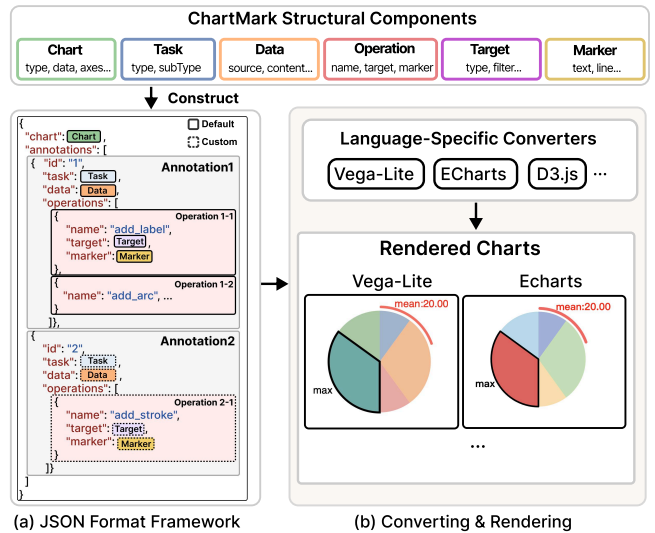 ChartMark Structural Components
Chart
type, data, axes...
Task
type, subType
Data
source, content...
Operation
name, target, marker
Target
type, filter...
Marker
text, line...
Construct
{
"chart": Chart ,
Default
Custom
"annotations": [
{ "id": "1",
Annotation1
"task": Task ,
"data": Data ,
"operations": [
{
Operation 1-1
"name": "add_label",
"target": Target ,
"marker": Marker
},
{
Operation 1-2
"name": "add_arc", ...
}
]},
{
Annotation2
"id": "2",
"task": Task ,
"data": Data ,
"operations": [
{
Operation 2-1
"name": "add_stroke",
"target": Target ,
"marker": Marker
}
]}
]
}
(a) JSON Format Framework
Language-Specific Converters
Vega-Lite ECharts D3.js ...
Rendered Charts
Vega-Lite
mean:20.00
max
Echarts
mean:20.00
max
...
(b) Converting & Rendering